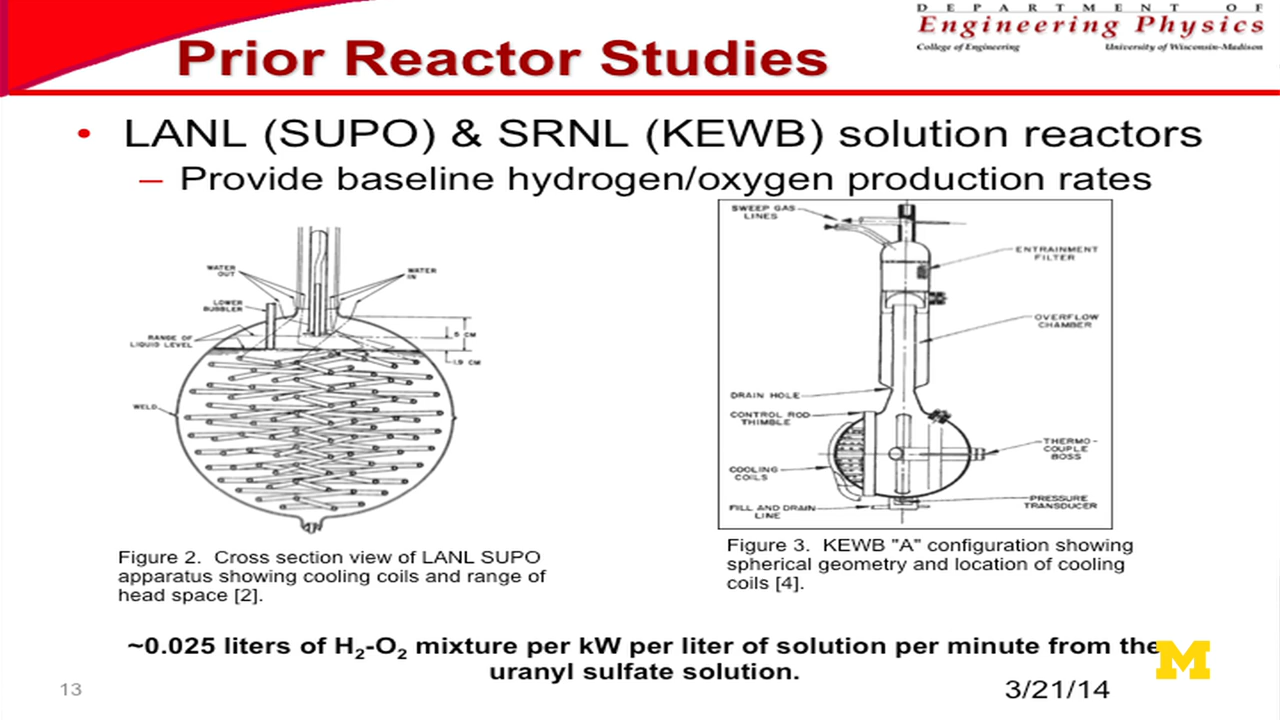 DEPARTMENT OF
Engineering Physics
College of Engineering University of Wisconsin-Madison
Prior Reactor Studies
• LANL (SUPO) & SRNL (KEWB) solution reactors
– Provide baseline hydrogen/oxygen production rates
WATER OUT
WATER IN
LOWER BUBBLER
RANGE OF LIQUID LEVEL
5 CM
1.9 CM
WELD
SWEEP GAS LINES
ENTRAINMENT FILTER
OVERFLOW CHAMBER
DRAIN HOLE
CONTROL ROD THIMBLE
THERMO-COUPLE BOSS
COOLING COILS
PRESSURE TRANSDUCER
FILL AND DRAIN LINE
Figure 2. Cross section view of LANL SUPO
apparatus showing cooling coils and range of
head space [2].
Figure 3. KEWB "A" configuration showing
spherical geometry and location of cooling
coils [4].
~0.025 liters of H2-O2 mixture per kW per liter of solution per minute from the
uranyl sulfate solution.
M
13
3/21/14